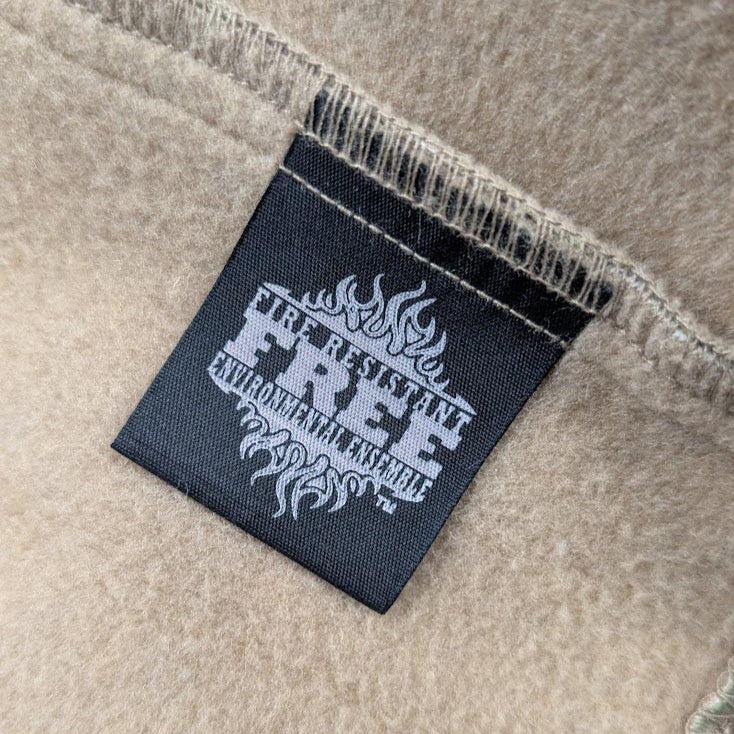 FIRE RESISTANT
FREE
ENVIRONMENTAL ENSEMBLE
TM